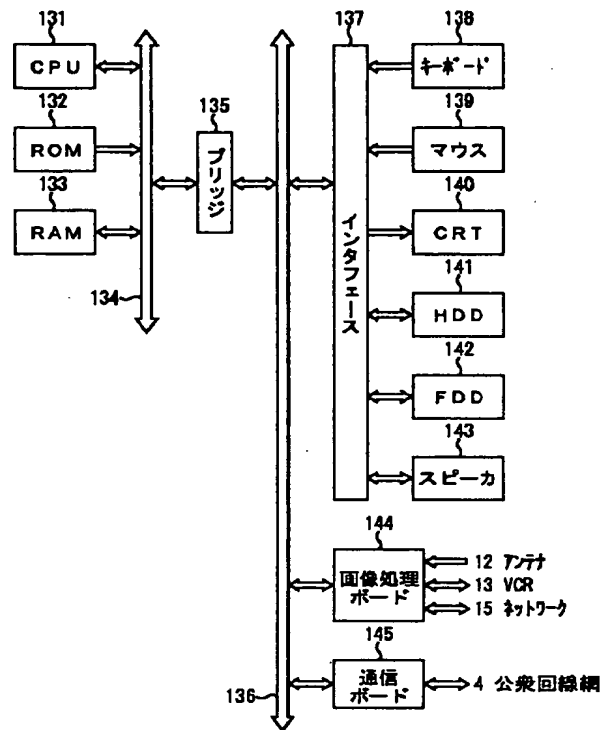 131
CPU
132
ROM
133
RAM
134
135
ブリッジ
136
137
インタフェース
138
キーボード
139
マウス
140
CRT
141
HDD
142
FDD
143
スピーカ
144
画像処理
ボード
12 アンテナ
13 VCR
15 ネットワーク
145
通信
ボード
4 公衆回線網